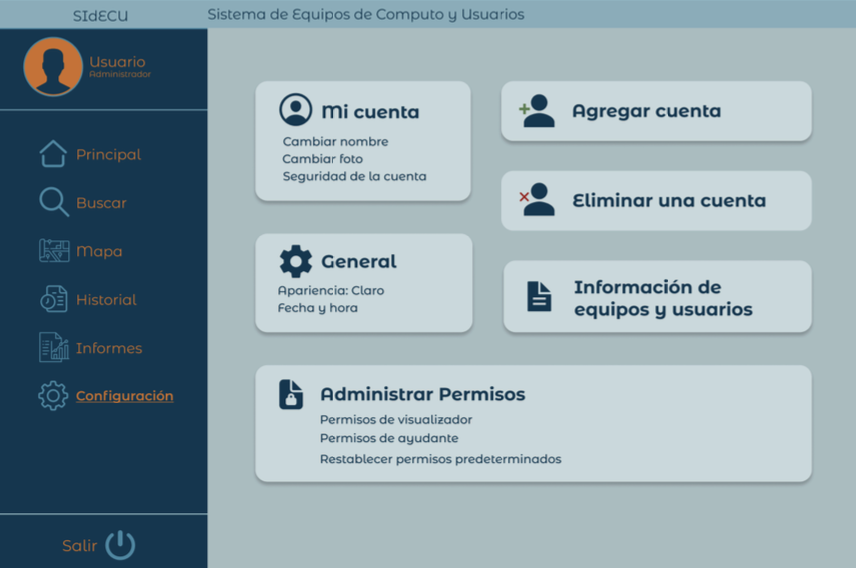 SIdECU
Sistema de Equipos de Computo y Usuarios
Usuario
Administrador
Principal
Buscar
Mapa
Historial
Informes
Configuración
Salir
Mi cuenta
Cambiar nombre
Cambiar foto
Seguridad de la cuenta
Agregar cuenta
Eliminar una cuenta
General
Apariencia: Claro
Fecha y hora
Información de
equipos y usuarios
Administrar Permisos
Permisos de visualizador
Permisos de ayudante
Restablecer permisos predeterminados